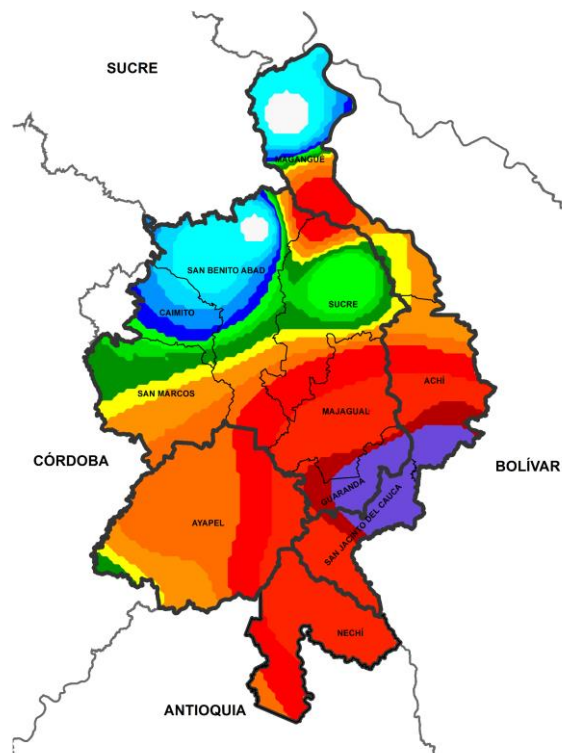 SUCRE
MAGANGUÉ
SAN BENITO ABAD
SUCRE
CAIMITO
ACHÍ
SAN MARCOS
MAJAGUAL
CÓRDOBA
BOLÍVAR
GUARANDA
SAN JACINTO DEL CAUCA
AYAPEL
NECHÍ
ANTIOQUIA